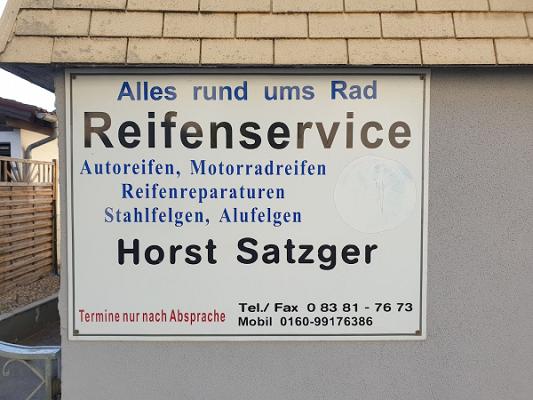 Alles rund ums Rad
Reifenservice
Autoreifen, Motorradreifen
Reifenreparaturen
Stahlfelgen, Alufelgen
Horst Satzger
Termine nur nach Absprache
Tel./ Fax 0 83 81 - 76 73
Mobil 0160-99176386